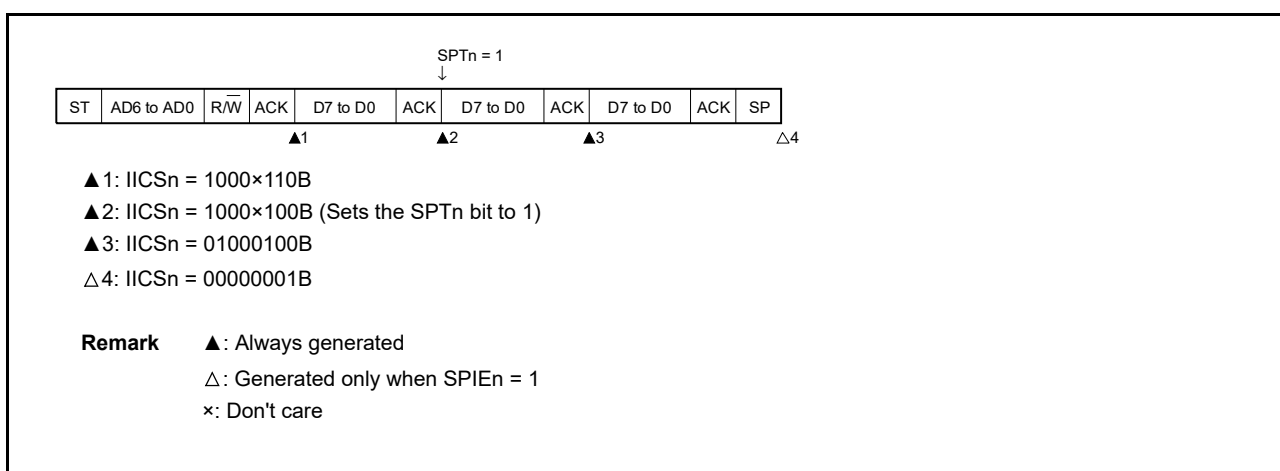 SPTn = 1
↓
ST AD6 to AD0 R/W̅ ACK D7 to D0 ACK D7 to D0 ACK D7 to D0 ACK SP
▲1 ▲2 ▲3 △4
▲1: IICSn = 1000×110B
▲2: IICSn = 1000×100B (Sets the SPTn bit to 1)
▲3: IICSn = 01000100B
△4: IICSn = 00000001B
Remark ▲: Always generated
△: Generated only when SPIEn = 1
×: Don't care